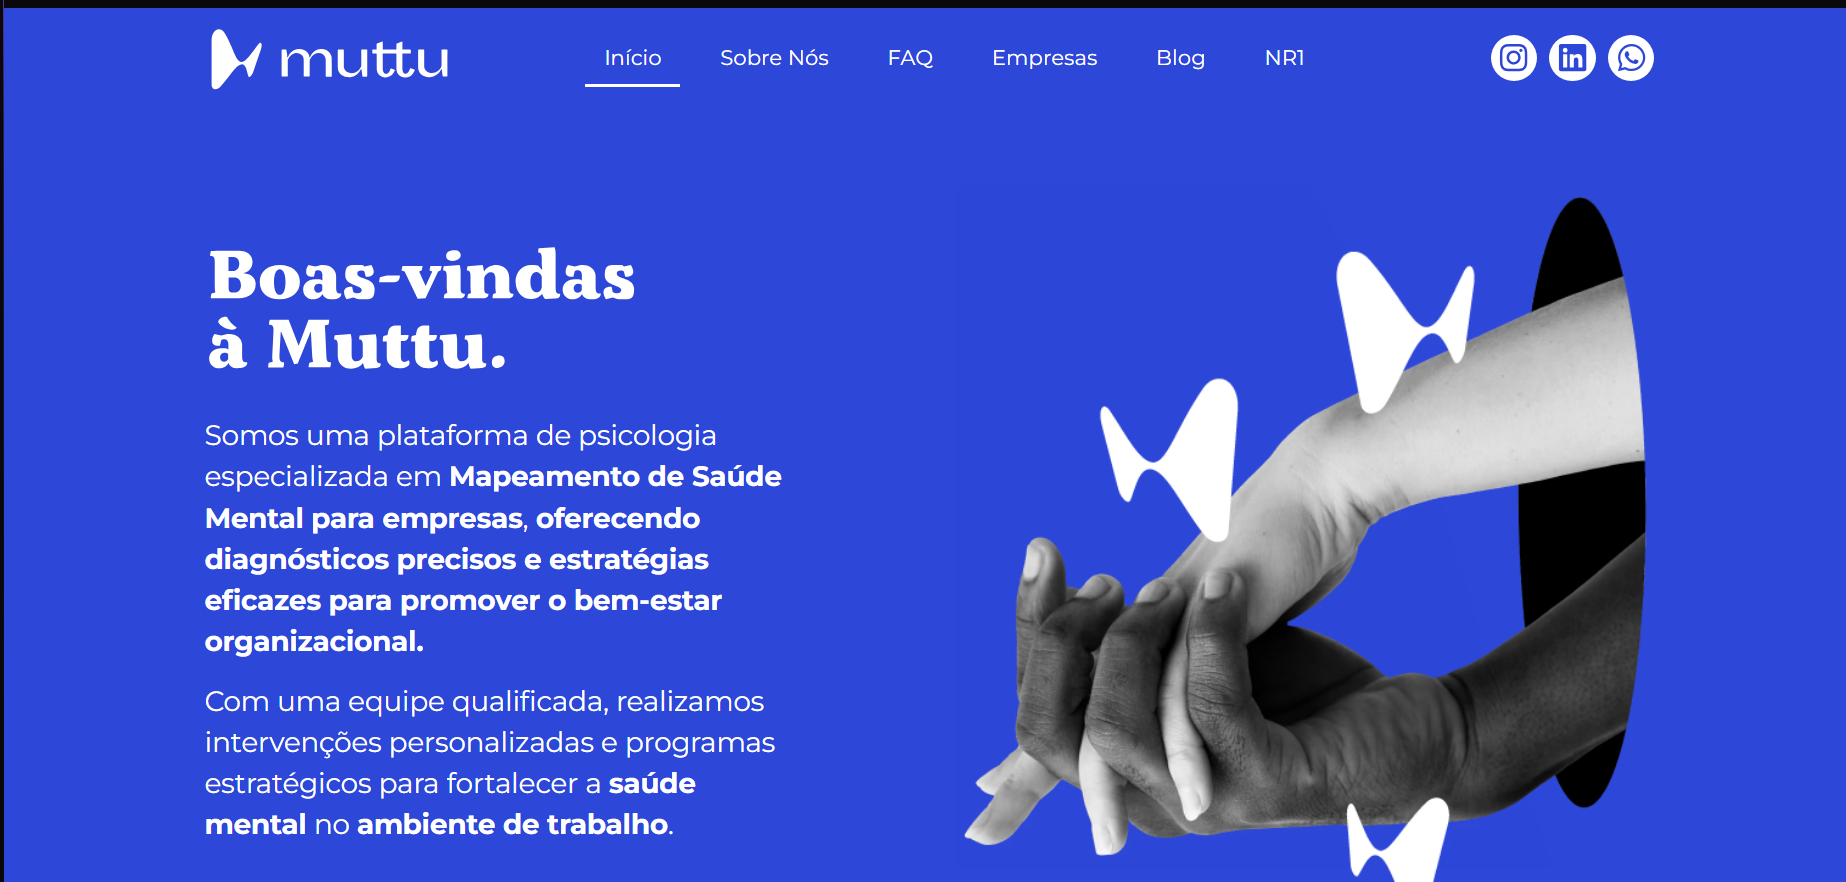 muttu
Início
Sobre Nós
FAQ
Empresas
Blog
NR1
in
Boas-vindas
à Muttu.
Somos uma plataforma de psicologia
especializada em Mapeamento de Saúde
Mental para empresas, oferecendo
diagnósticos precisos e estratégias
eficazes para promover o bem-estar
organizacional.
Com uma equipe qualificada, realizamos
intervenções personalizadas e programas
estratégicos para fortalecer a saúde
mental no ambiente de trabalho.